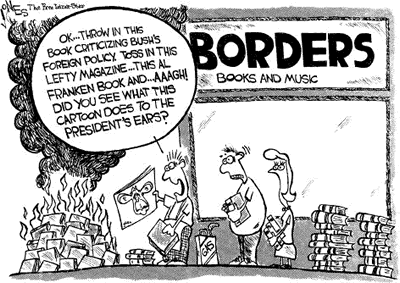 The Free Lance-Star
OK...THROW IN THIS
BOOK CRITICIZING BUSH'S
FOREIGN POLICY. TOSS IN THIS
LEFTY MAGAZINE...THIS AL
FRANKEN BOOK AND...AAAGH!
DID YOU SEE WHAT THIS
CARTOON DOES TO THE
PRESIDENT'S EARS?
BORDERS
BOOKS AND MUSIC